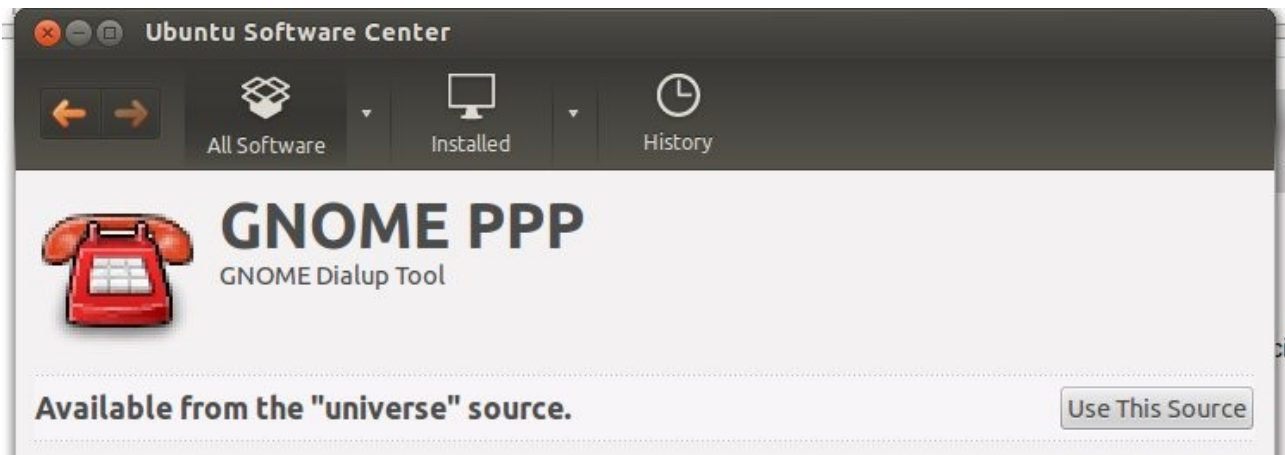 Ubuntu Software Center
All Software
Installed
History
GNOME PPP
GNOME Dialup Tool
Available from the "universe" source.
Use This Source